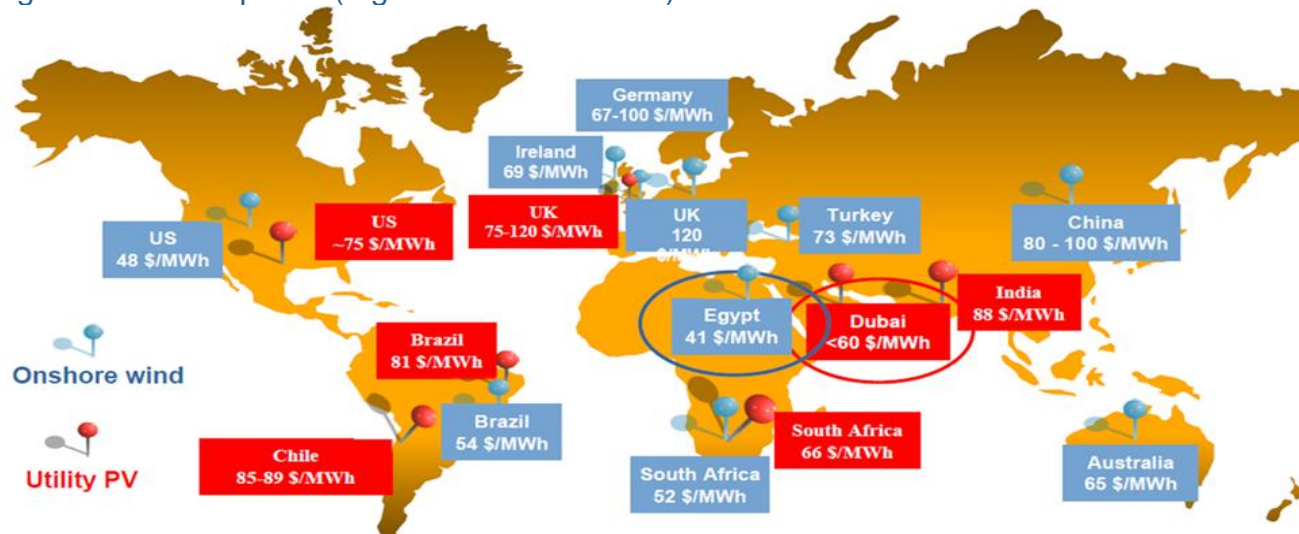 Germany
67-100 $/MWh
Ireland
69 $/MWh
US
~75 $/MWh
UK
75-120 $/MWh
UK
120
$/MWh
Turkey
73 $/MWh
China
80 - 100 $/MWh
US
48 $/MWh
Egypt
41 $/MWh
Dubai
<60 $/MWh
India
88 $/MWh
Brazil
81 $/MWh
Onshore wind
Brazil
54 $/MWh
South Africa
66 $/MWh
Chile
85-89 $/MWh
Utility PV
South Africa
52 $/MWh
Australia
65 $/MWh